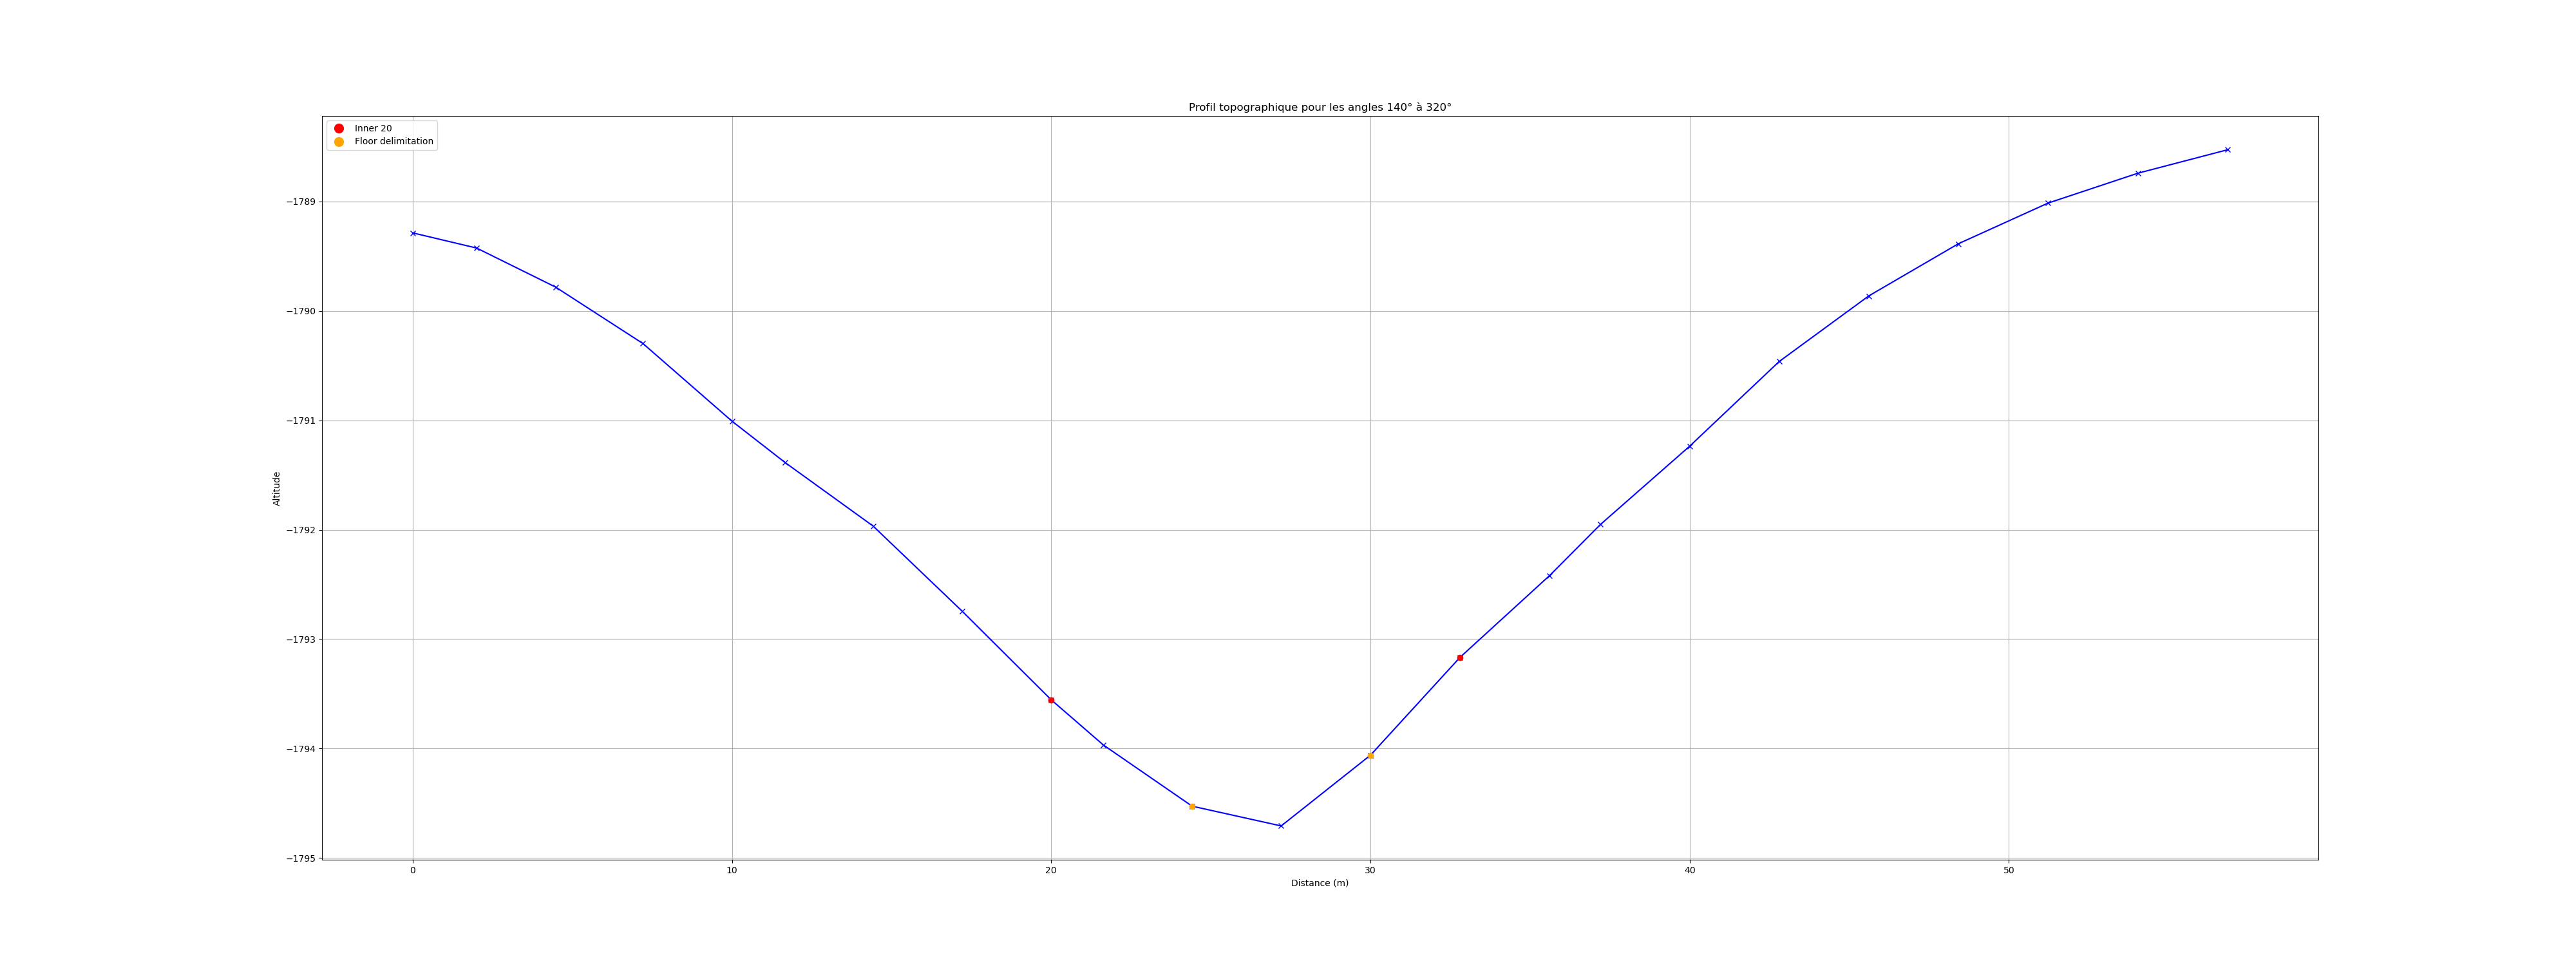 Profil topographique pour les angles 140° à 320°
Inner 20
Floor delimitation
−1789
−1790
−1791
−1792
−1793
−1794
−1795
Altitude
0 10 20 30 40 50
Distance (m)